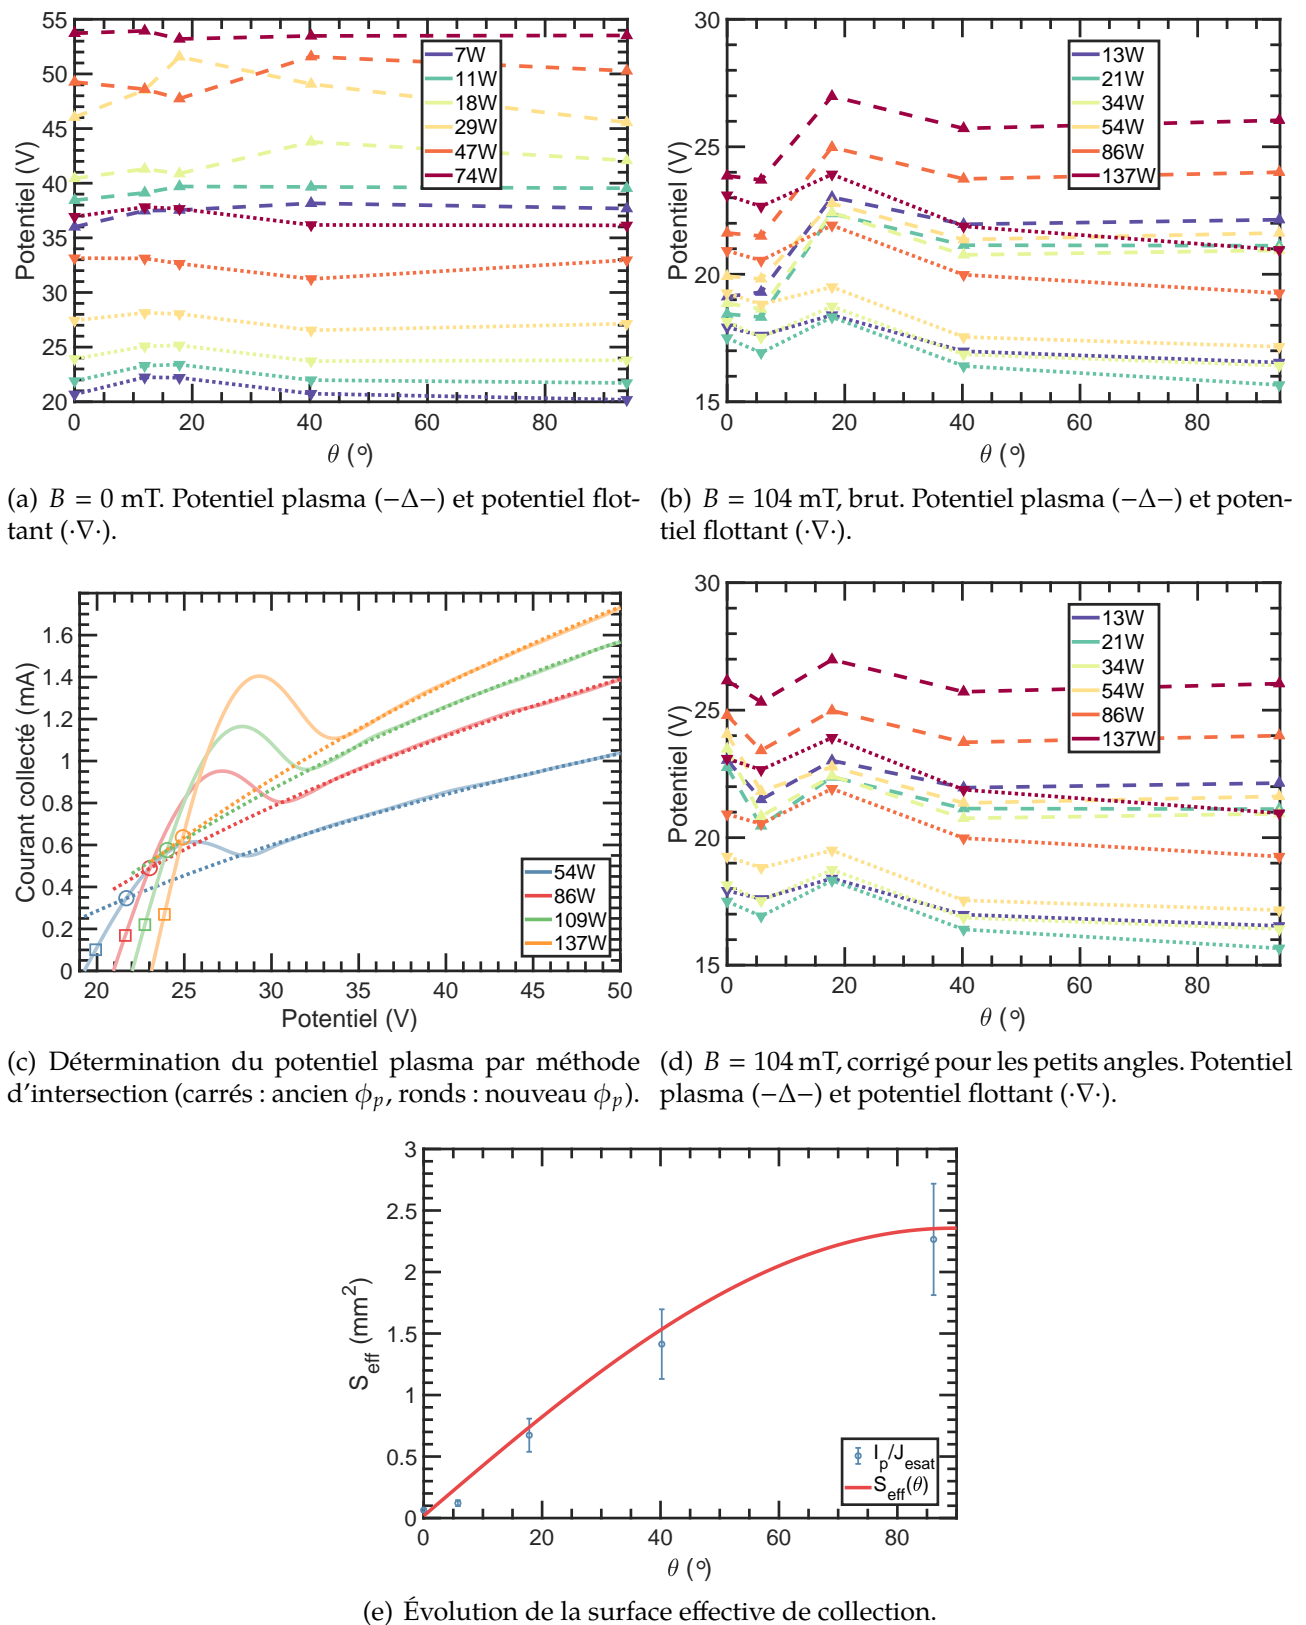 55
50
45
40
35
30
25
20
0
20
40
60
80
Potentiel (V)
θ (°)
7W
11W
18W
29W
47W
74W
30
25
20
15
0
20
40
60
80
Potentiel (V)
θ (°)
13W
21W
34W
54W
86W
137W
(a) B = 0 mT. Potentiel plasma (−Δ−) et potentiel flot-
tant (·∇·).
(b) B = 104 mT, brut. Potentiel plasma (−Δ−) et poten-
tiel flottant (·∇·).
1.6
1.4
1.2
1
0.8
0.6
0.4
0.2
0
20
25
30
35
40
45
50
Courant collecté (mA)
Potentiel (V)
54W
86W
109W
137W
30
25
20
15
0
20
40
60
80
Potentiel (V)
θ (°)
13W
21W
34W
54W
86W
137W
(c) Détermination du potentiel plasma par méthode
d'intersection (carrés : ancien ϕp, ronds : nouveau ϕp).
(d) B = 104 mT, corrigé pour les petits angles. Potentiel
plasma (−Δ−) et potentiel flottant (·∇·).
3
2.5
2
1.5
1
0.5
0
0
20
40
60
80
Seff (mm²)
θ (°)
Ip/Jesat
Seff(θ)
(e) Évolution de la surface effective de collection.